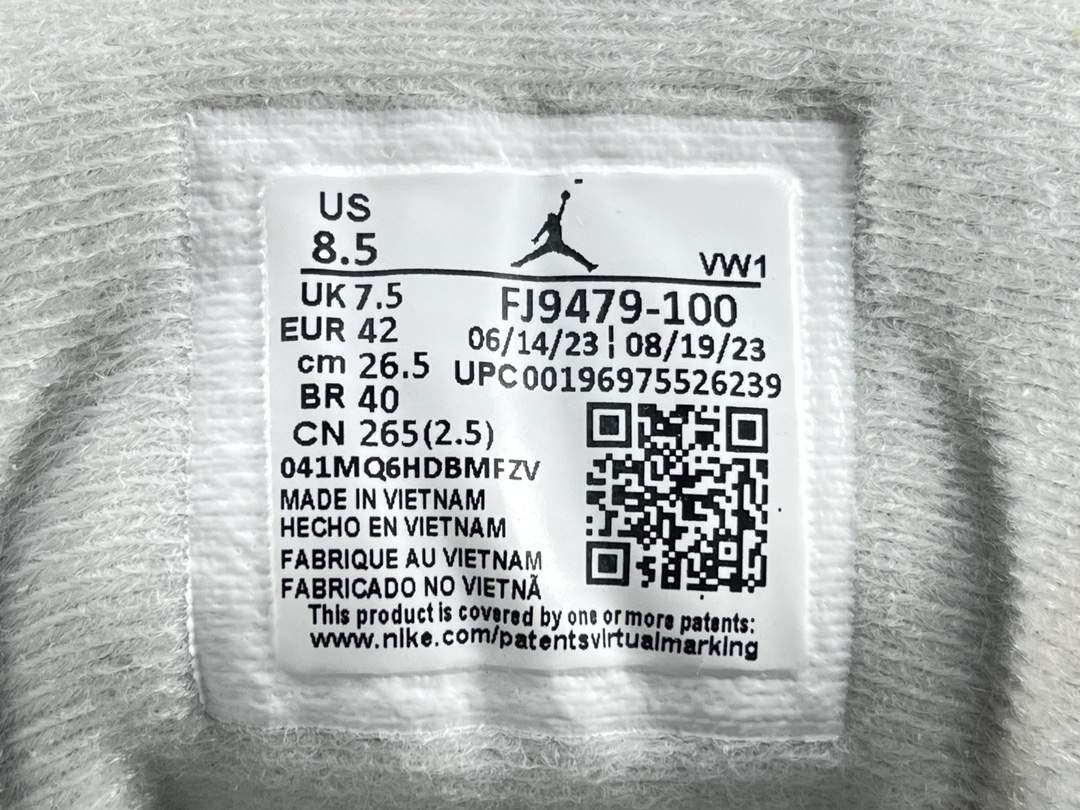 US
8.5
VW1
UK 7.5
FJ9479-100
EUR 42
06/14/23 ¦ 08/19/23
cm 26.5
UPC00196975526239
BR 40
CN 265(2.5)
041MQ6HDBMFZV
MADE IN VIETNAM
HECHO EN VIETNAM
FABRIQUE AU VIETNAM
FABRICADO NO VIETNÃ
This product is covered by one or more patents:
www.nike.com/patentsvirtualmarking